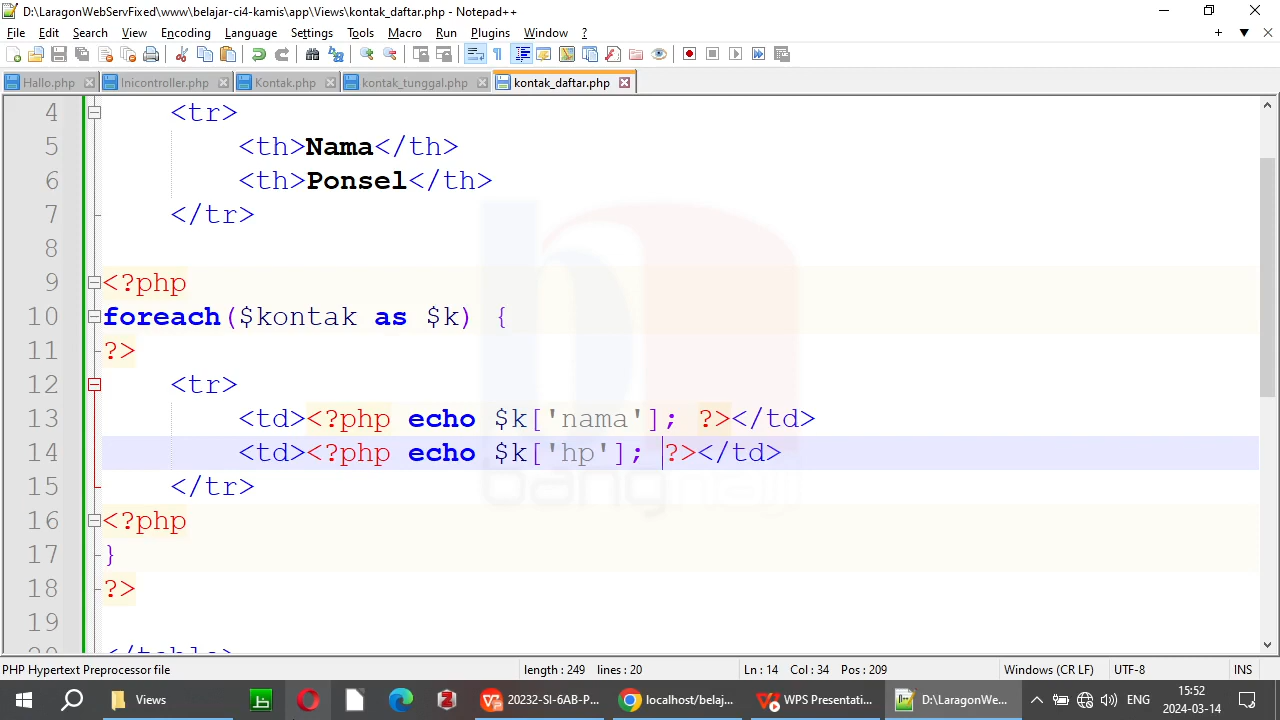 D:\LaragonWebServFixed\www\belajar-ci4-kamis\app\Views\kontak_daftar.php - Notepad++
File Edit Search View Encoding Language Settings Tools Macro Run Plugins Window ? + ▼ X
Hallo.php Inicontroller.php Kontak.php kontak_tunggal.php kontak_daftar.php
4 <tr>
5 <th>Nama</th>
6 <th>Ponsel</th>
7 </tr>
8
9 <?php
10 foreach($kontak as $k) {
11 ?>
12 <tr>
13 <td><?php echo $k['nama']; ?></td>
14 <td><?php echo $k['hp']; ?></td>
15 </tr>
16 <?php
17 }
18 ?>
19
20 </table>
bangnaji
PHP Hypertext Preprocessor file length : 249 lines : 20 Ln : 14 Col : 34 Pos : 209 Windows (CR LF) UTF-8 INS
Views 20232-SI-6AB-P... localhost/belaj... WPS Presentati... D:\LaragonWe... ENG 15:52
2024-03-14